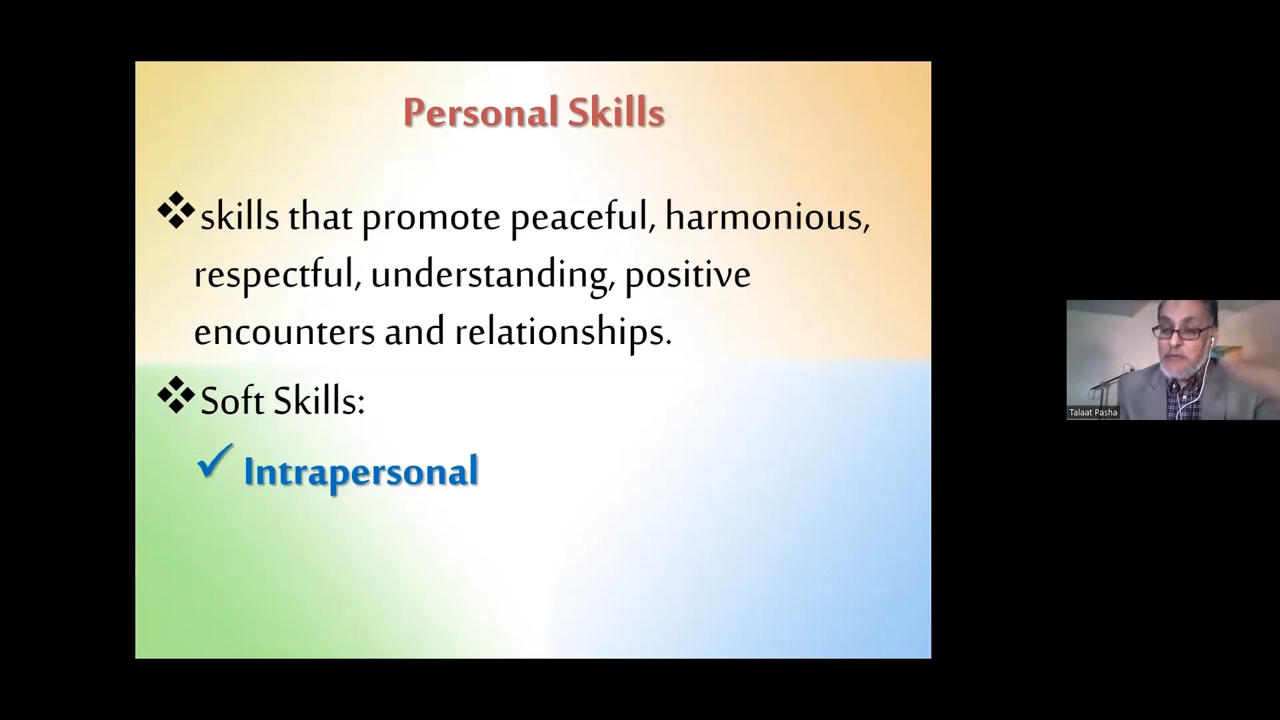 Personal Skills
❖skills that promote peaceful, harmonious,
respectful, understanding, positive
encounters and relationships.
❖Soft Skills:
✓ Intrapersonal
Talaat Pasha